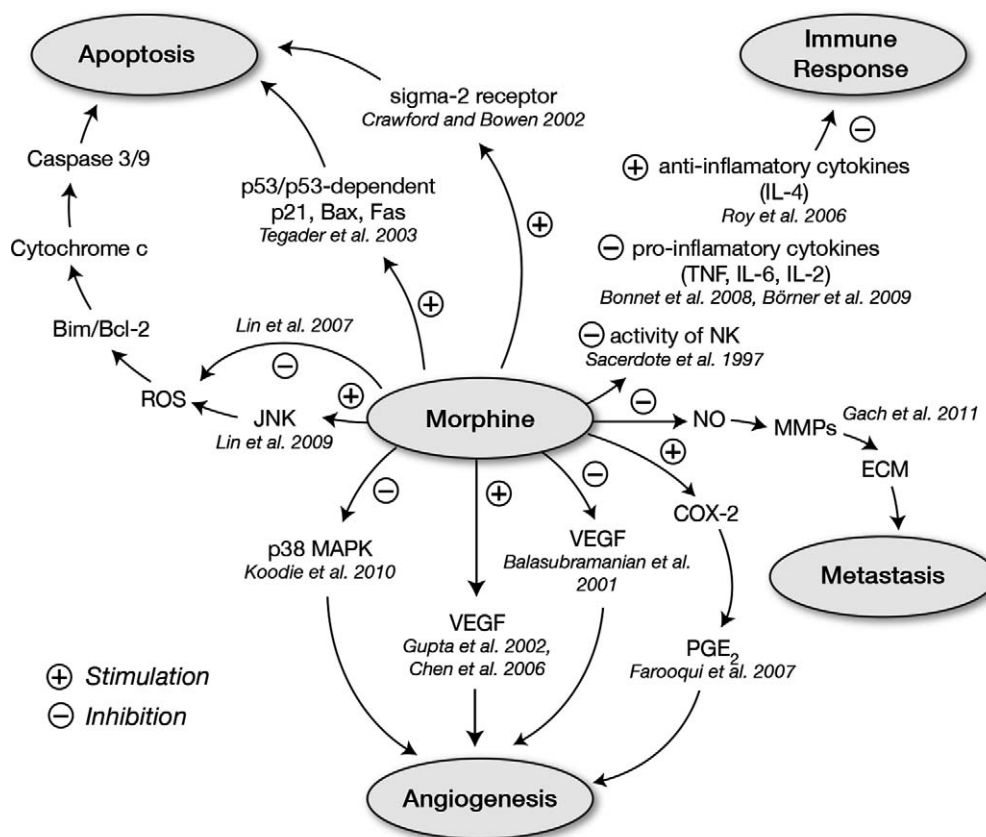 Apoptosis
Immune
Response
sigma-2 receptor
Crawford and Bowen 2002
Caspase 3/9
⊕ anti-inflamatory cytokines
(IL-4)
Roy et al. 2006
⊖
p53/p53-dependent
p21, Bax, Fas
Tegader et al. 2003
⊕
⊕
Cytochrome c
⊖ pro-inflamatory cytokines
(TNF, IL-6, IL-2)
Bonnet et al. 2008, Börner et al. 2009
Bim/Bcl-2
Lin et al. 2007
⊖
⊖ activity of NK
Sacerdote et al. 1997
ROS
JNK
Lin et al. 2009
⊕
Morphine
⊖
NO
MMPs
Gach et al. 2011
ECM
Metastasis
⊖
p38 MAPK
Koodie et al. 2010
⊕
VEGF
Gupta et al. 2002,
Chen et al. 2006
⊖
VEGF
Balasubramanian et al.
2001
⊕
COX-2
PGE₂
Farooqui et al. 2007
⊕ Stimulation
⊖ Inhibition
Angiogenesis